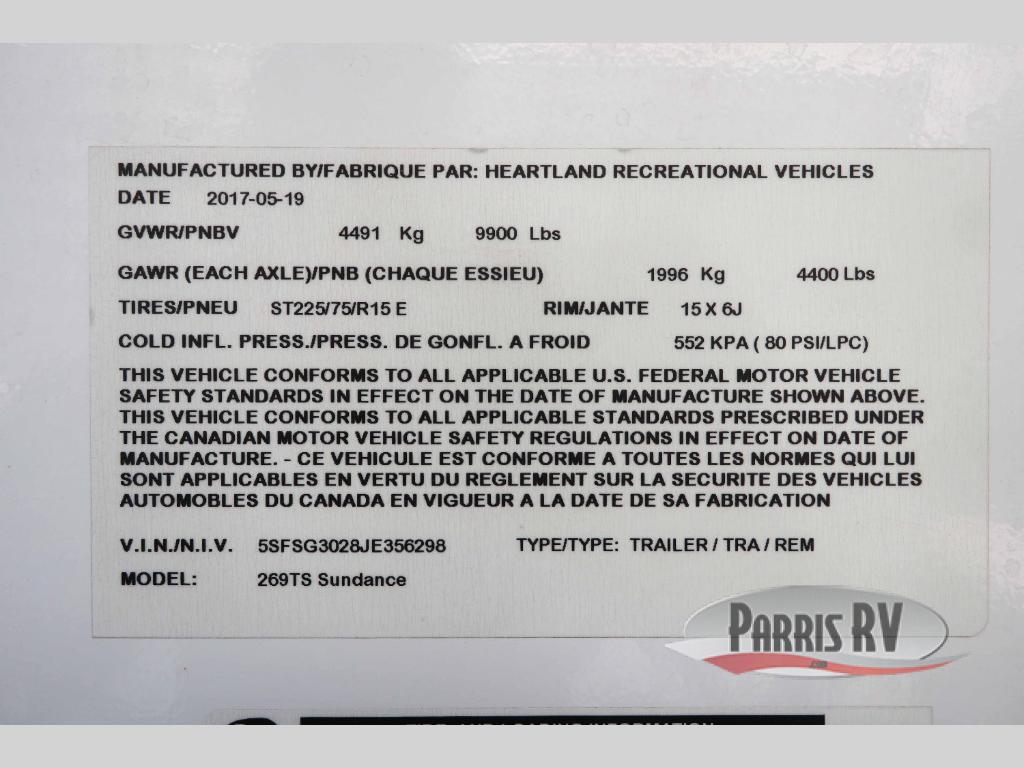 MANUFACTURED BY/FABRIQUE PAR: HEARTLAND RECREATIONAL VEHICLES
DATE 2017-05-19
GVWR/PNBV 4491 Kg 9900 Lbs
GAWR (EACH AXLE)/PNB (CHAQUE ESSIEU) 1996 Kg 4400 Lbs
TIRES/PNEU ST225/75/R15 E RIM/JANTE 15 X 6J
COLD INFL. PRESS./PRESS. DE GONFL. A FROID 552 KPA ( 80 PSI/LPC)
THIS VEHICLE CONFORMS TO ALL APPLICABLE U.S. FEDERAL MOTOR VEHICLE
SAFETY STANDARDS IN EFFECT ON THE DATE OF MANUFACTURE SHOWN ABOVE.
THIS VEHICLE CONFORMS TO ALL APPLICABLE STANDARDS PRESCRIBED UNDER
THE CANADIAN MOTOR VEHICLE SAFETY REGULATIONS IN EFFECT ON DATE OF
MANUFACTURE. - CE VEHICULE EST CONFORME A TOUTES LES NORMES QUI LUI
SONT APPLICABLES EN VERTU DU REGLEMENT SUR LA SECURITE DES VEHICLES
AUTOMOBLES DU CANADA EN VIGUEUR A LA DATE DE SA FABRICATION
V.I.N./N.I.V. 5SFSG3028JE356298 TYPE/TYPE: TRAILER / TRA / REM
MODEL: 269TS Sundance
PARRIS RV
.com
TIRE AND LOADING INFORMATION